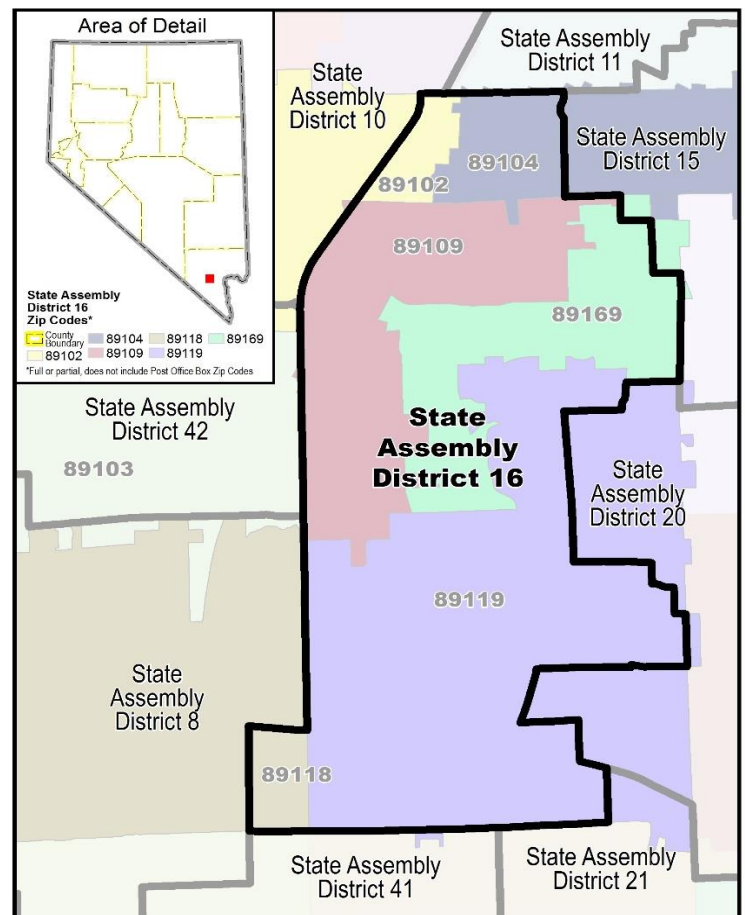 Area of Detail
State Assembly
District 16
Zip Codes*
County
Boundary
89104
89118
89169
89102
89109
89119
*Full or partial, does not include Post Office Box Zip Codes
State Assembly
District 11
State
Assembly
District 10
State Assembly
District 15
89104
89102
89109
89169
State Assembly
District 42
89103
State
Assembly
District 16
State
Assembly
District 20
89119
State
Assembly
District 8
89118
State Assembly
District 41
State Assembly
District 21